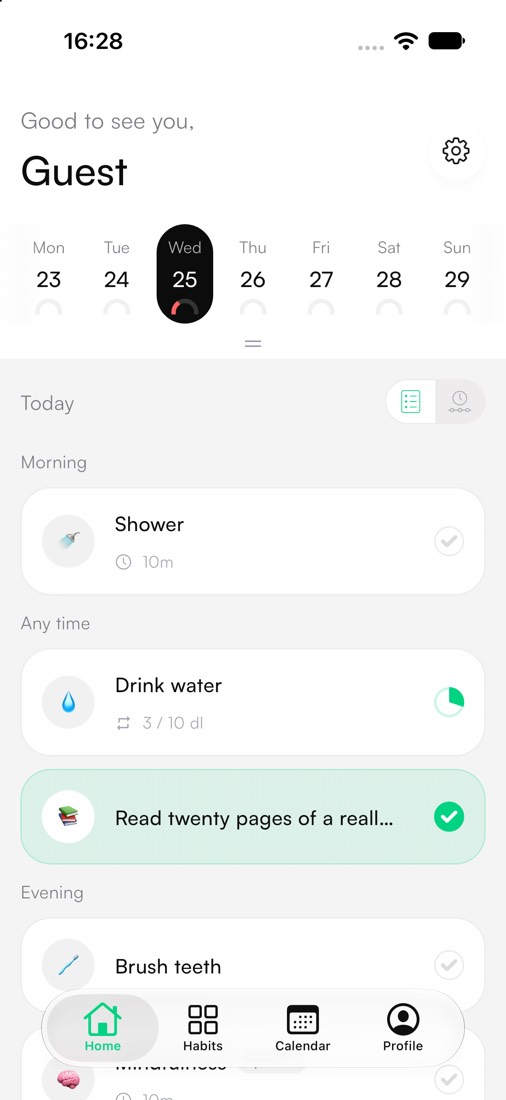 16:28
Good to see you,
Guest
Mon Tue Wed Thu Fri Sat Sun
23 24 25 26 27 28 29
Today
Morning
Shower
10m
Any time
Drink water
3 / 10 dl
Read twenty pages of a reall...
Evening
Brush teeth
Mindfulness
10m
Home Habits Calendar Profile